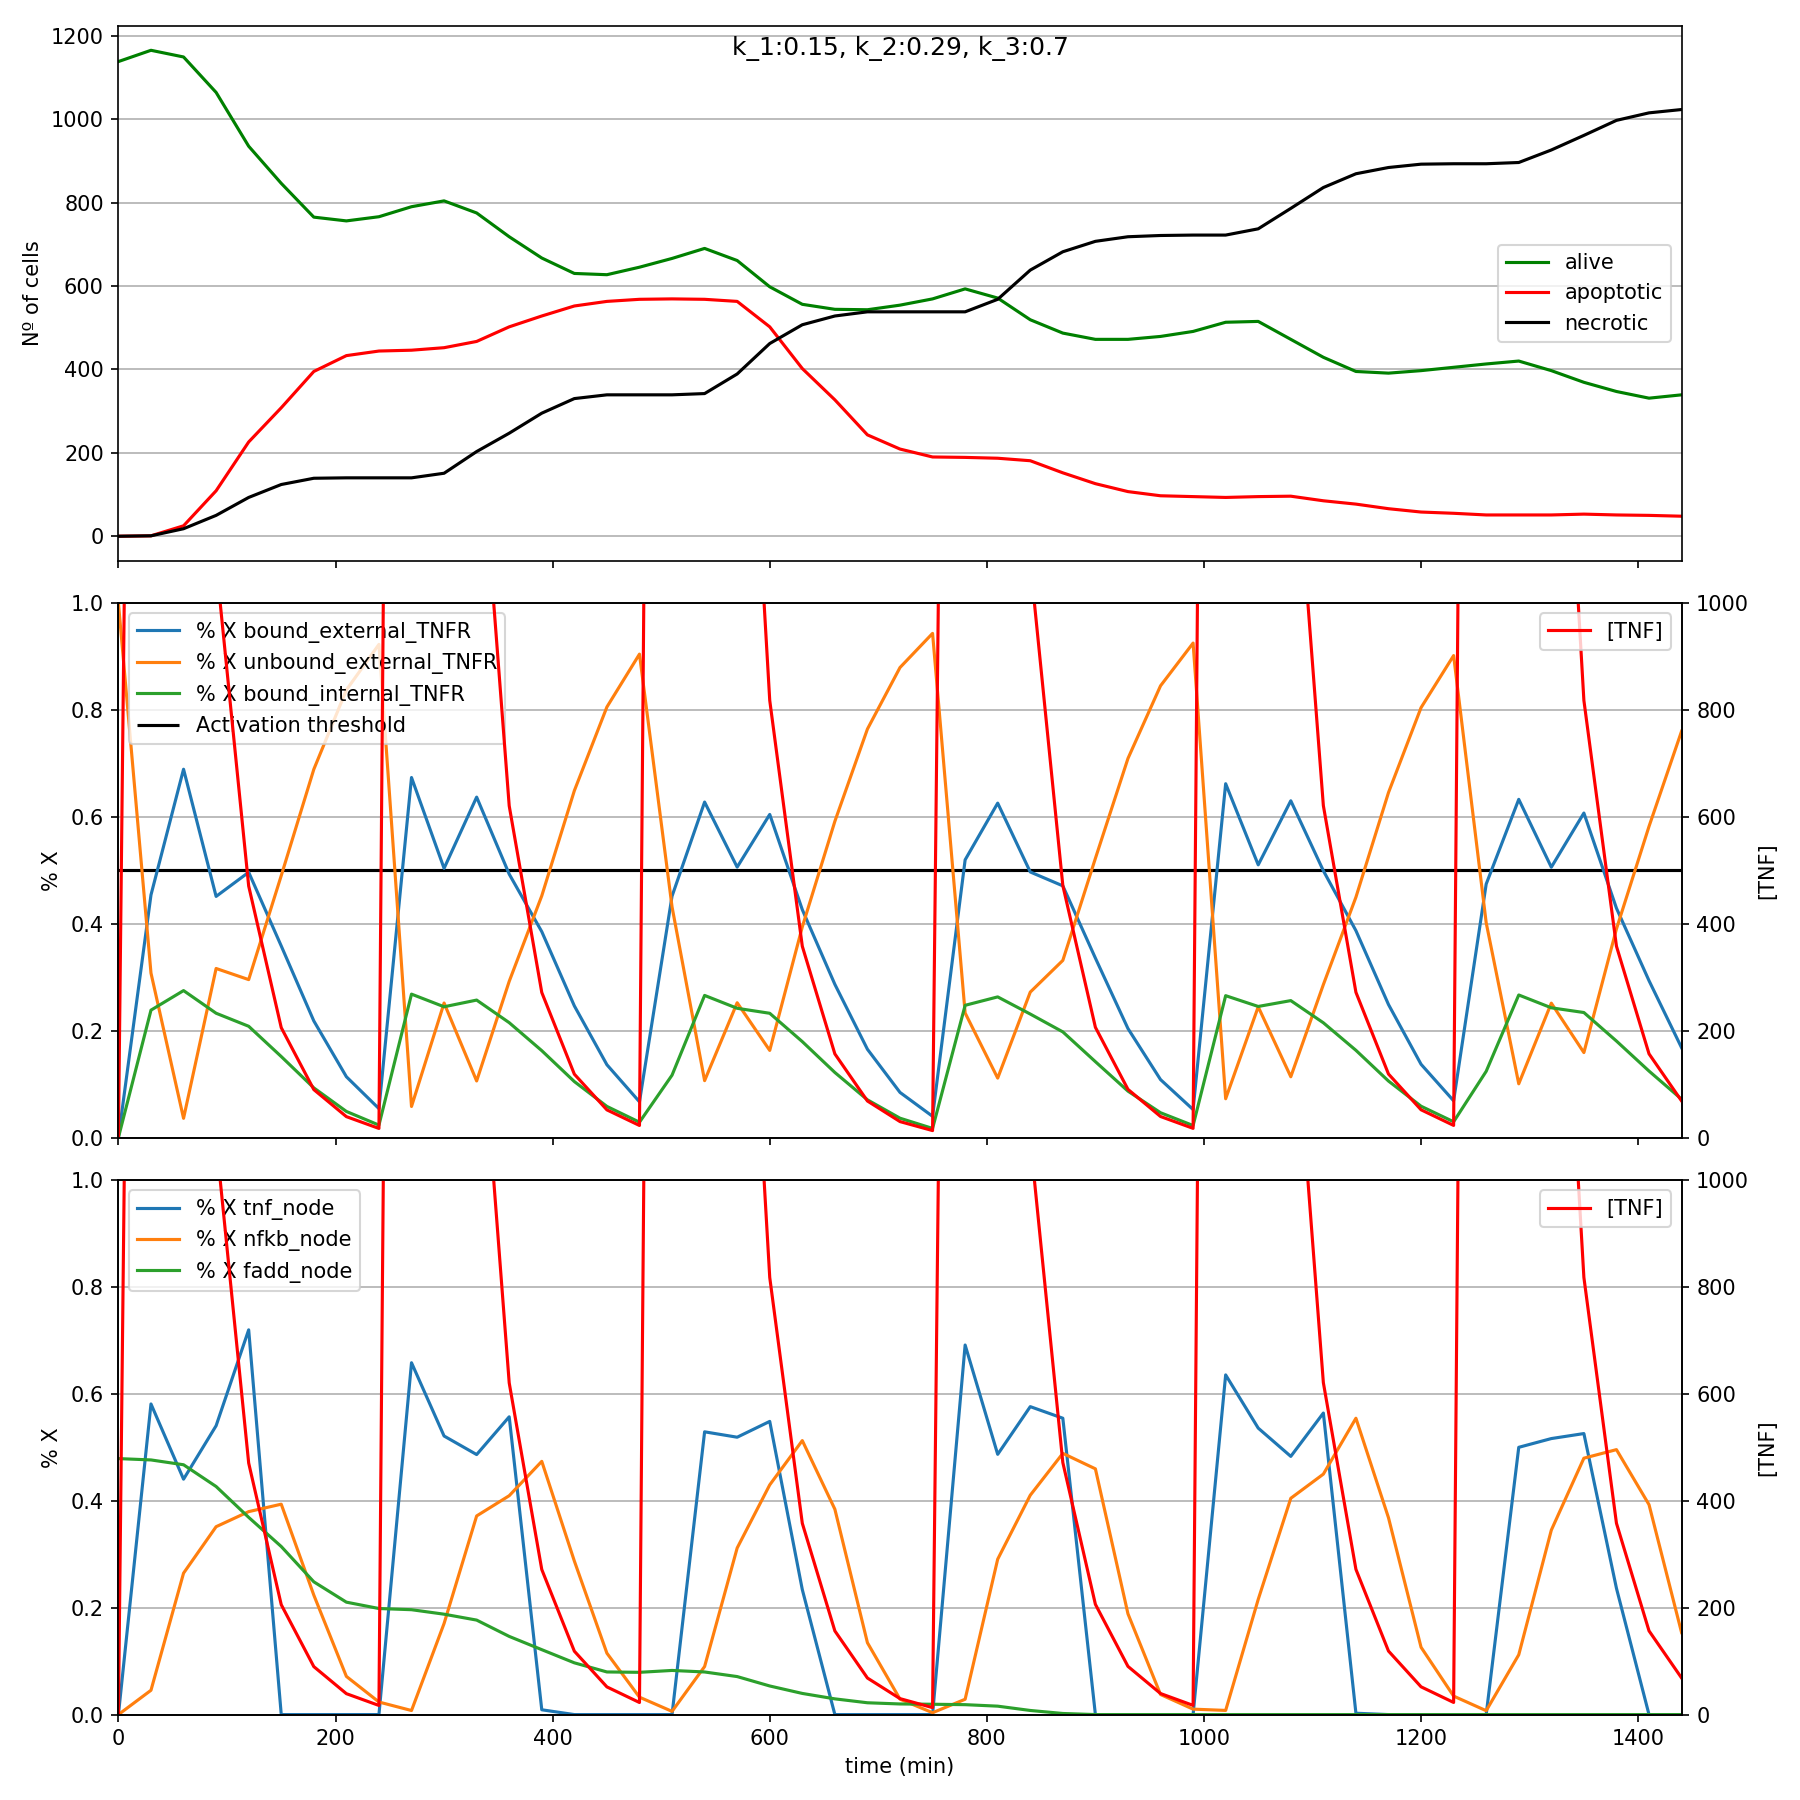 k_1:0.15, k_2:0.29, k_3:0.7
1200
1000
800
600
400
200
0
Nº of cells
alive
apoptotic
necrotic
1.0
0.8
0.6
0.4
0.2
0.0
% X
% X bound_external_TNFR
% X unbound_external_TNFR
% X bound_internal_TNFR
Activation threshold
[TNF]
1000
800
600
400
200
0
[TNF]
1.0
0.8
0.6
0.4
0.2
0.0
% X
% X tnf_node
% X nfkb_node
% X fadd_node
[TNF]
1000
800
600
400
200
0
[TNF]
0 200 400 600 800 1000 1200 1400
time (min)